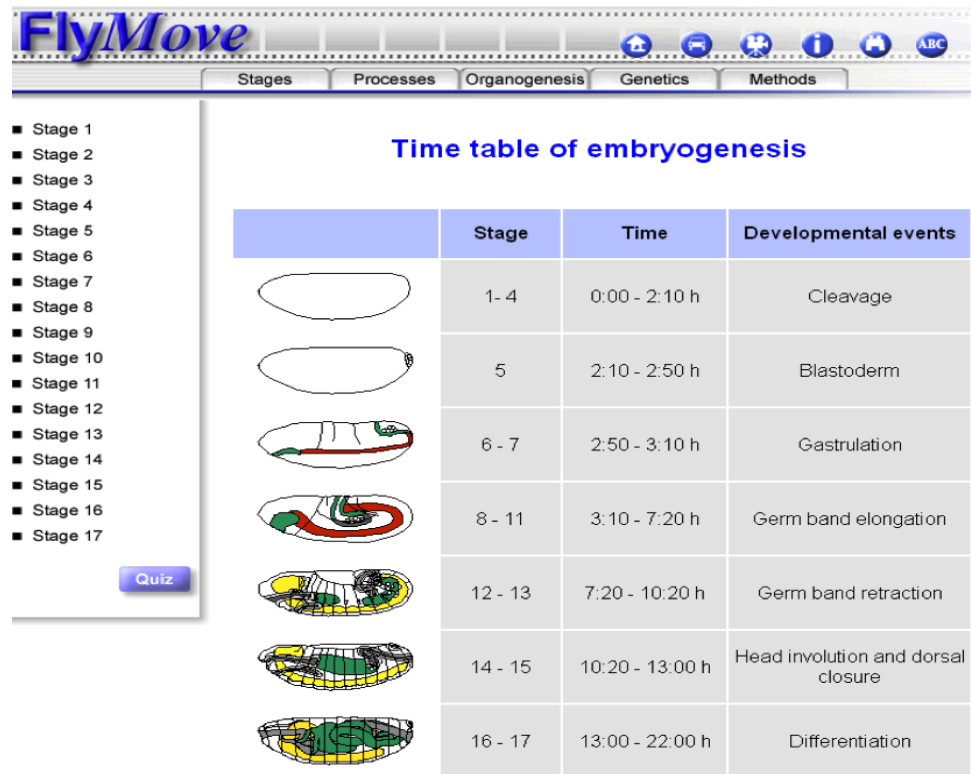 FlyMove
ABC
Stages Processes Organogenesis Genetics Methods
Stage 1
Stage 2
Stage 3
Stage 4
Stage 5
Stage 6
Stage 7
Stage 8
Stage 9
Stage 10
Stage 11
Stage 12
Stage 13
Stage 14
Stage 15
Stage 16
Stage 17
Quiz
Time table of embryogenesis
Stage Time Developmental events
1- 4 0:00 - 2:10 h Cleavage
5 2:10 - 2:50 h Blastoderm
6 - 7 2:50 - 3:10 h Gastrulation
8 - 11 3:10 - 7:20 h Germ band elongation
12 - 13 7:20 - 10:20 h Germ band retraction
14 - 15 10:20 - 13:00 h Head involution and dorsal
closure
16 - 17 13:00 - 22:00 h Differentiation